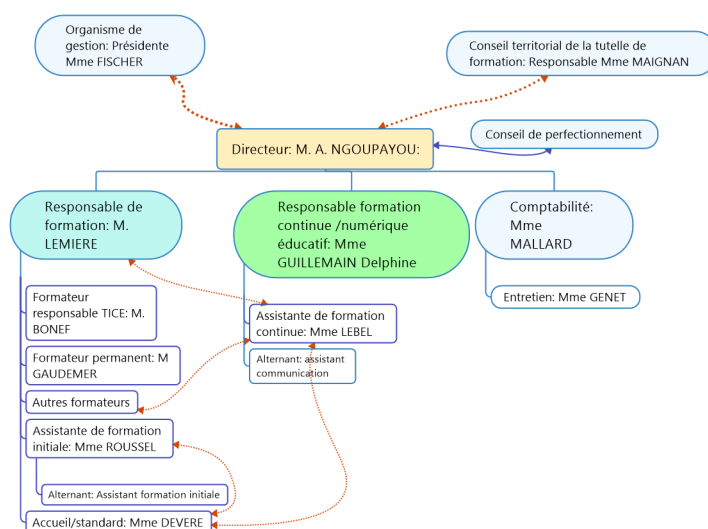 Organisme de
gestion: Présidente
Mme FISCHER
Conseil territorial de la tutelle de
formation: Responsable Mme MAIGNAN
Conseil de perfectionnement
Directeur: M. A. NGOUPAYOU:
Responsable de
formation: M.
LEMIERE
Responsable formation
continue /numérique
éducatif: Mme
GUILLEMAIN Delphine
Comptabilité:
Mme
MALLARD
Formateur
responsable TICE: M.
BONEF
Formateur permanent: M
GAUDEMER
Autres formateurs
Assistante de formation
initiale: Mme ROUSSEL
Alternant: Assistant formation initiale
Accueil/standard: Mme DEVERE
Assistante de formation
continue: Mme LEBEL
Alternant: assistant
communication
Entretien: Mme GENET